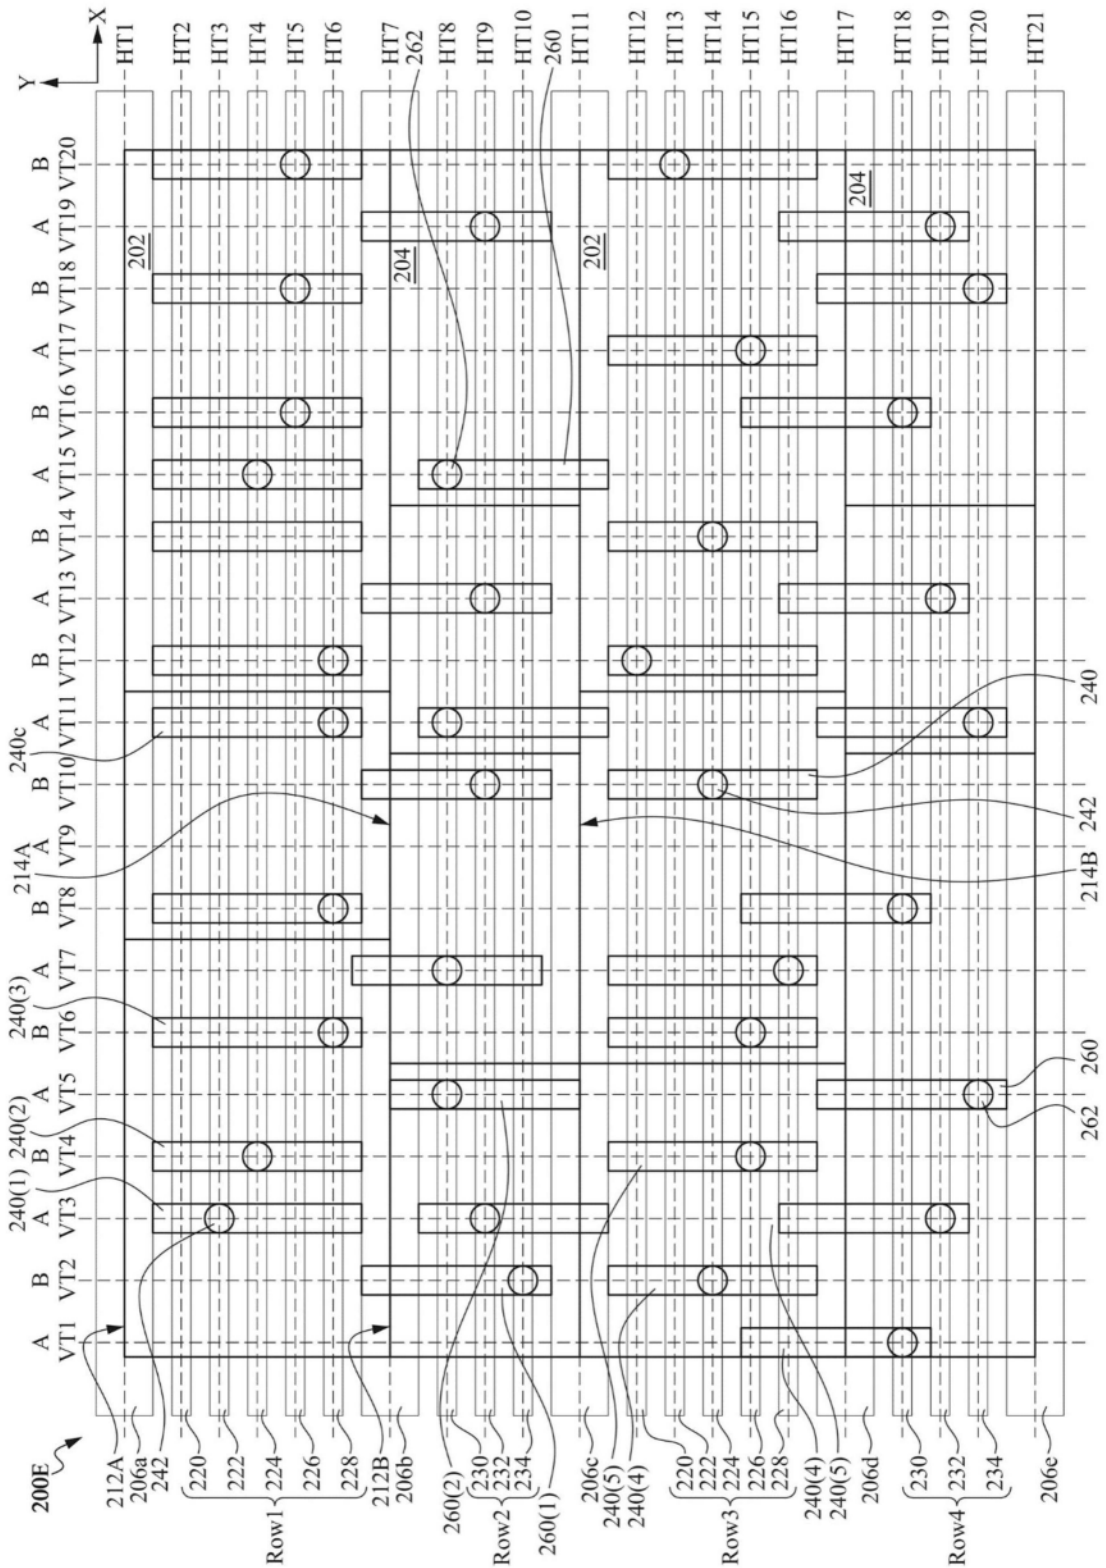 200E
240(1) 240(2) 240(3) 214A 240c
A B A B A B A B A B A B A B A B A B A B
VT1 VT2 VT3 VT4 VT5 VT6 VT7 VT8 VT9 VT10 VT11 VT12 VT13 VT14 VT15 VT16 VT17 VT18 VT19 VT20
Y
X
212A
206a
242
220
222
224
226
228
Row1
212B
206b
260(2)
230
232
234
Row2
260(1)
206c
240(5)
240(4)
220
222
224
226
228
Row3
240(4)
240(5)
206d
230
232
234
Row4
206e
202
204
202
204
HT1
HT2
HT3
HT4
HT5
HT6
HT7
262
HT8
HT9
HT10
260
HT11
HT12
HT13
HT14
HT15
HT16
HT17
HT18
HT19
HT20
HT21
262 260 214B 242 240